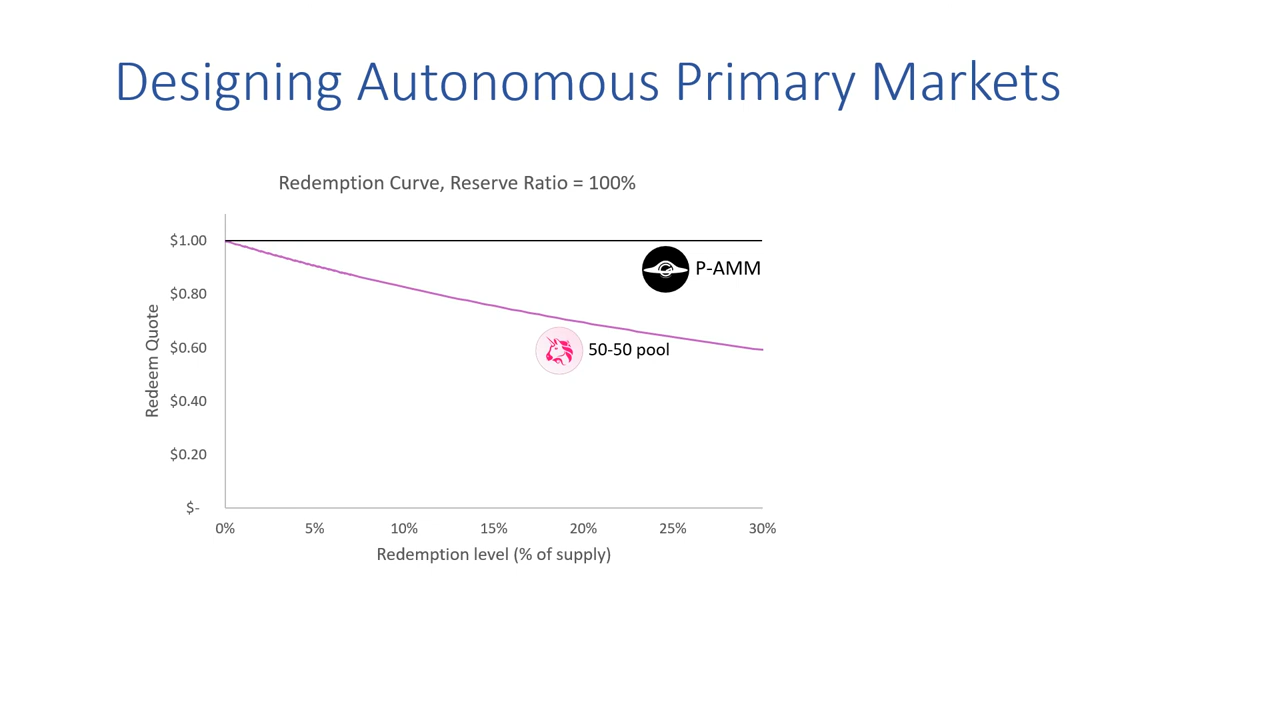 Designing Autonomous Primary Markets
Redemption Curve, Reserve Ratio = 100%
$1.00
$0.80
$0.60
$0.40
$0.20
$-
Redeem Quote
P-AMM
50-50 pool
0% 5% 10% 15% 20% 25% 30%
Redemption level (% of supply)